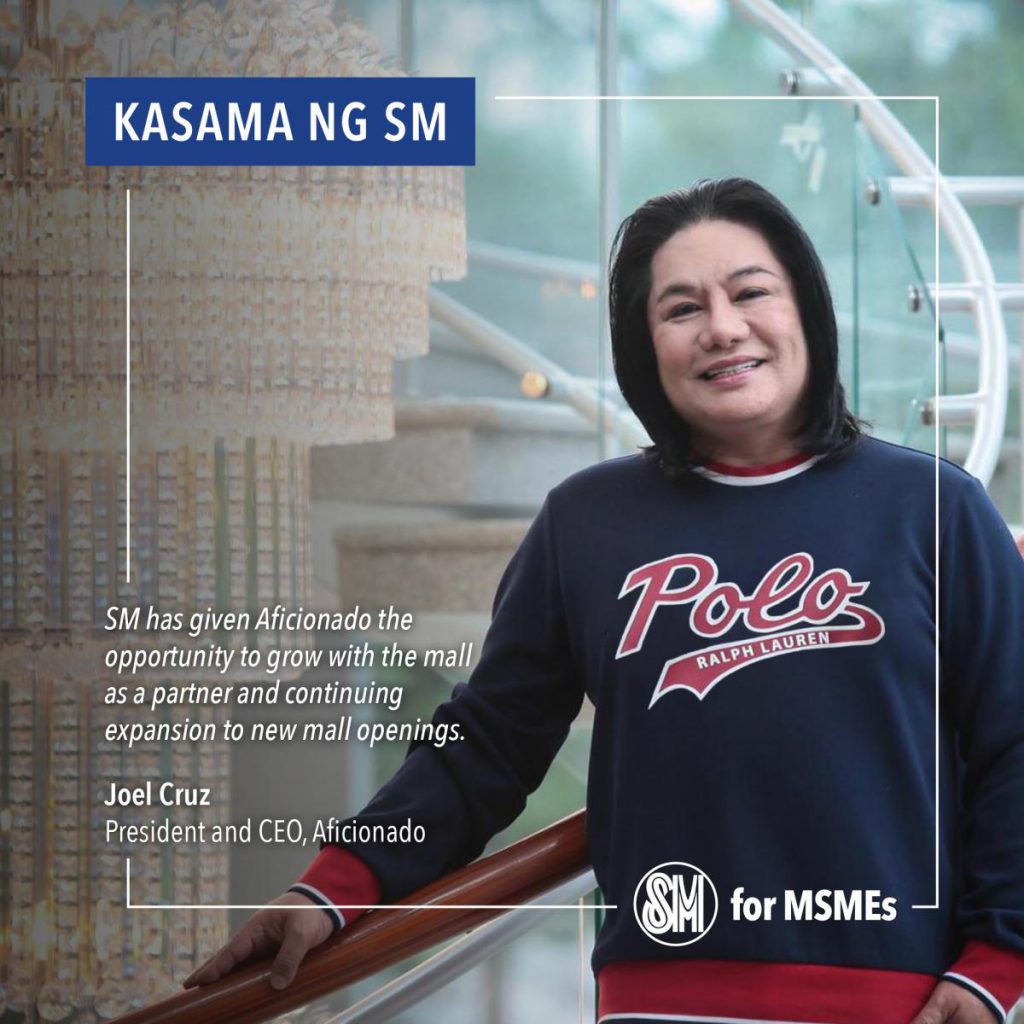 KASAMA NG SM
SM has given Aficionado the
opportunity to grow with the mall
as a partner and continuing
expansion to new mall openings.
Joel Cruz
President and CEO, Aficionado
Polo
RALPH LAUREN
SM for MSMEs